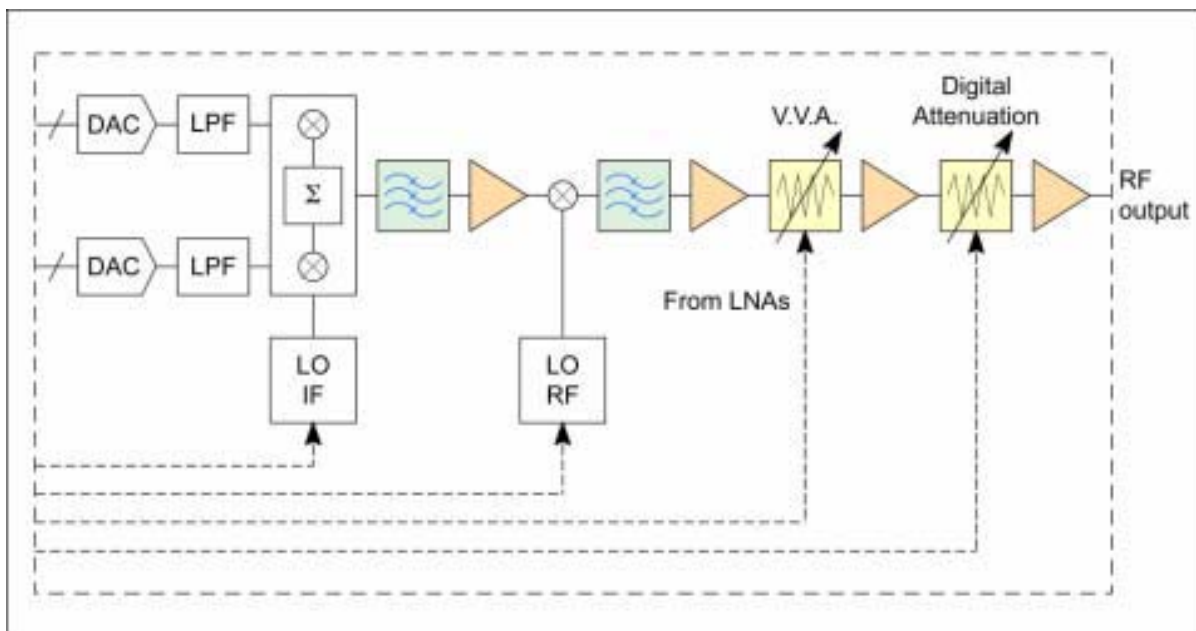 Digital
Attenuation
V.V.A.
DAC
LPF
Σ
RF
output
DAC
LPF
From LNAs
LO
IF
LO
RF